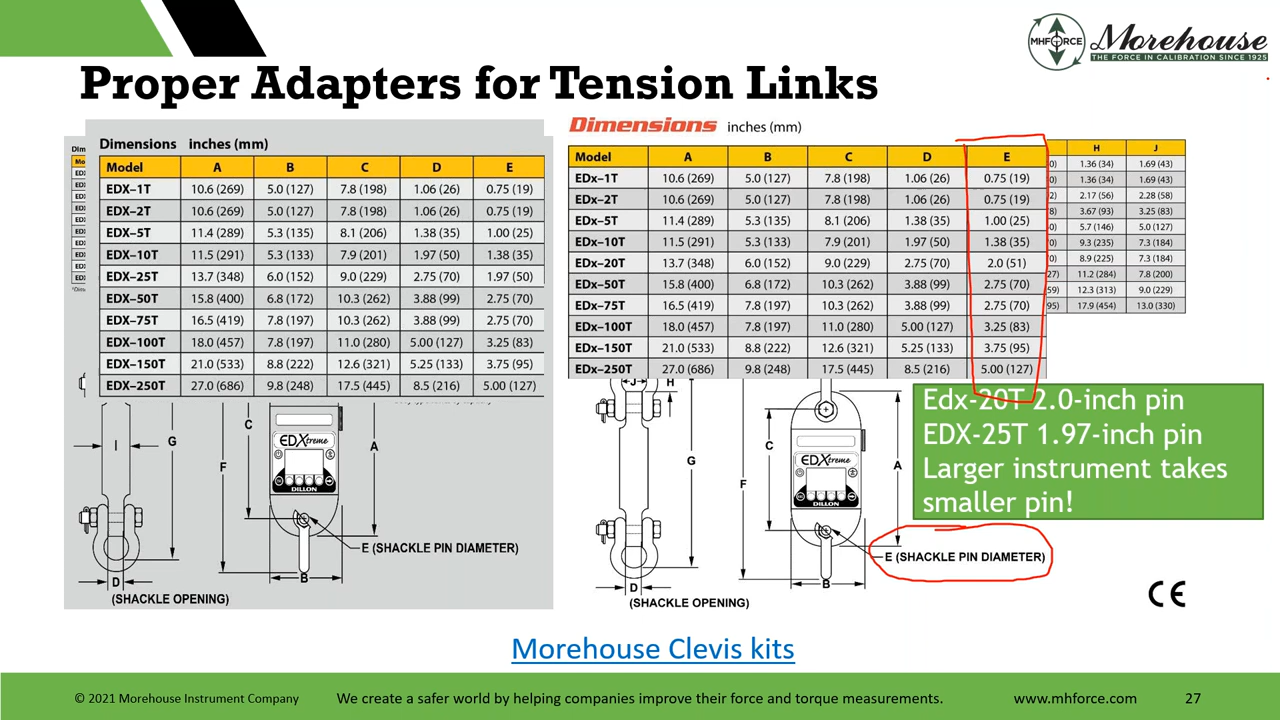 MHFORCE Morehouse
THE FORCE IN CALIBRATION SINCE 1925
Proper Adapters for Tension Links
Dimensions inches (mm)
Model A B C D E
EDX–1T 10.6 (269) 5.0 (127) 7.8 (198) 1.06 (26) 0.75 (19)
EDX–2T 10.6 (269) 5.0 (127) 7.8 (198) 1.06 (26) 0.75 (19)
EDX–5T 11.4 (289) 5.3 (135) 8.1 (206) 1.38 (35) 1.00 (25)
EDX–10T 11.5 (291) 5.3 (133) 7.9 (201) 1.97 (50) 1.38 (35)
EDX–25T 13.7 (348) 6.0 (152) 9.0 (229) 2.75 (70) 1.97 (50)
EDX–50T 15.8 (400) 6.8 (172) 10.3 (262) 3.88 (99) 2.75 (70)
EDX–75T 16.5 (419) 7.8 (197) 10.3 (262) 3.88 (99) 2.75 (70)
EDX–100T 18.0 (457) 7.8 (197) 11.0 (280) 5.00 (127) 3.25 (83)
EDX–150T 21.0 (533) 8.8 (222) 12.6 (321) 5.25 (133) 3.75 (95)
EDX–250T 27.0 (686) 9.8 (248) 17.5 (445) 8.5 (216) 5.00 (127)
I G F C A
EDXtreme
DILLON
E (SHACKLE PIN DIAMETER)
D B
(SHACKLE OPENING)
Dimensions inches (mm)
Model A B C D E
EDx–1T 10.6 (269) 5.0 (127) 7.8 (198) 1.06 (26) 0.75 (19)
EDx–2T 10.6 (269) 5.0 (127) 7.8 (198) 1.06 (26) 0.75 (19)
EDx–5T 11.4 (289) 5.3 (135) 8.1 (206) 1.38 (35) 1.00 (25)
EDx–10T 11.5 (291) 5.3 (133) 7.9 (201) 1.97 (50) 1.38 (35)
EDx–20T 13.7 (348) 6.0 (152) 9.0 (229) 2.75 (70) 2.0 (51)
EDx–50T 15.8 (400) 6.8 (172) 10.3 (262) 3.88 (99) 2.75 (70)
EDx–75T 16.5 (419) 7.8 (197) 10.3 (262) 3.88 (99) 2.75 (70)
EDx–100T 18.0 (457) 7.8 (197) 11.0 (280) 5.00 (127) 3.25 (83)
EDx–150T 21.0 (533) 8.8 (222) 12.6 (321) 5.25 (133) 3.75 (95)
EDx–250T 27.0 (686) 9.8 (248) 17.5 (445) 8.5 (216) 5.00 (127)
H J
1.36 (34) 1.69 (43)
1.36 (34) 1.69 (43)
2.17 (56) 2.28 (58)
3.67 (93) 3.25 (83)
5.7 (146) 5.0 (127)
9.3 (235) 7.3 (184)
8.9 (225) 7.3 (184)
11.2 (284) 7.8 (200)
12.3 (313) 9.0 (229)
17.9 (454) 13.0 (330)
J H G F C A
EDXtreme
DILLON
E (SHACKLE PIN DIAMETER)
D B
(SHACKLE OPENING)
Edx-20T 2.0-inch pin
EDX-25T 1.97-inch pin
Larger instrument takes
smaller pin!
CE
Morehouse Clevis kits
© 2021 Morehouse Instrument Company We create a safer world by helping companies improve their force and torque measurements. www.mhforce.com 27